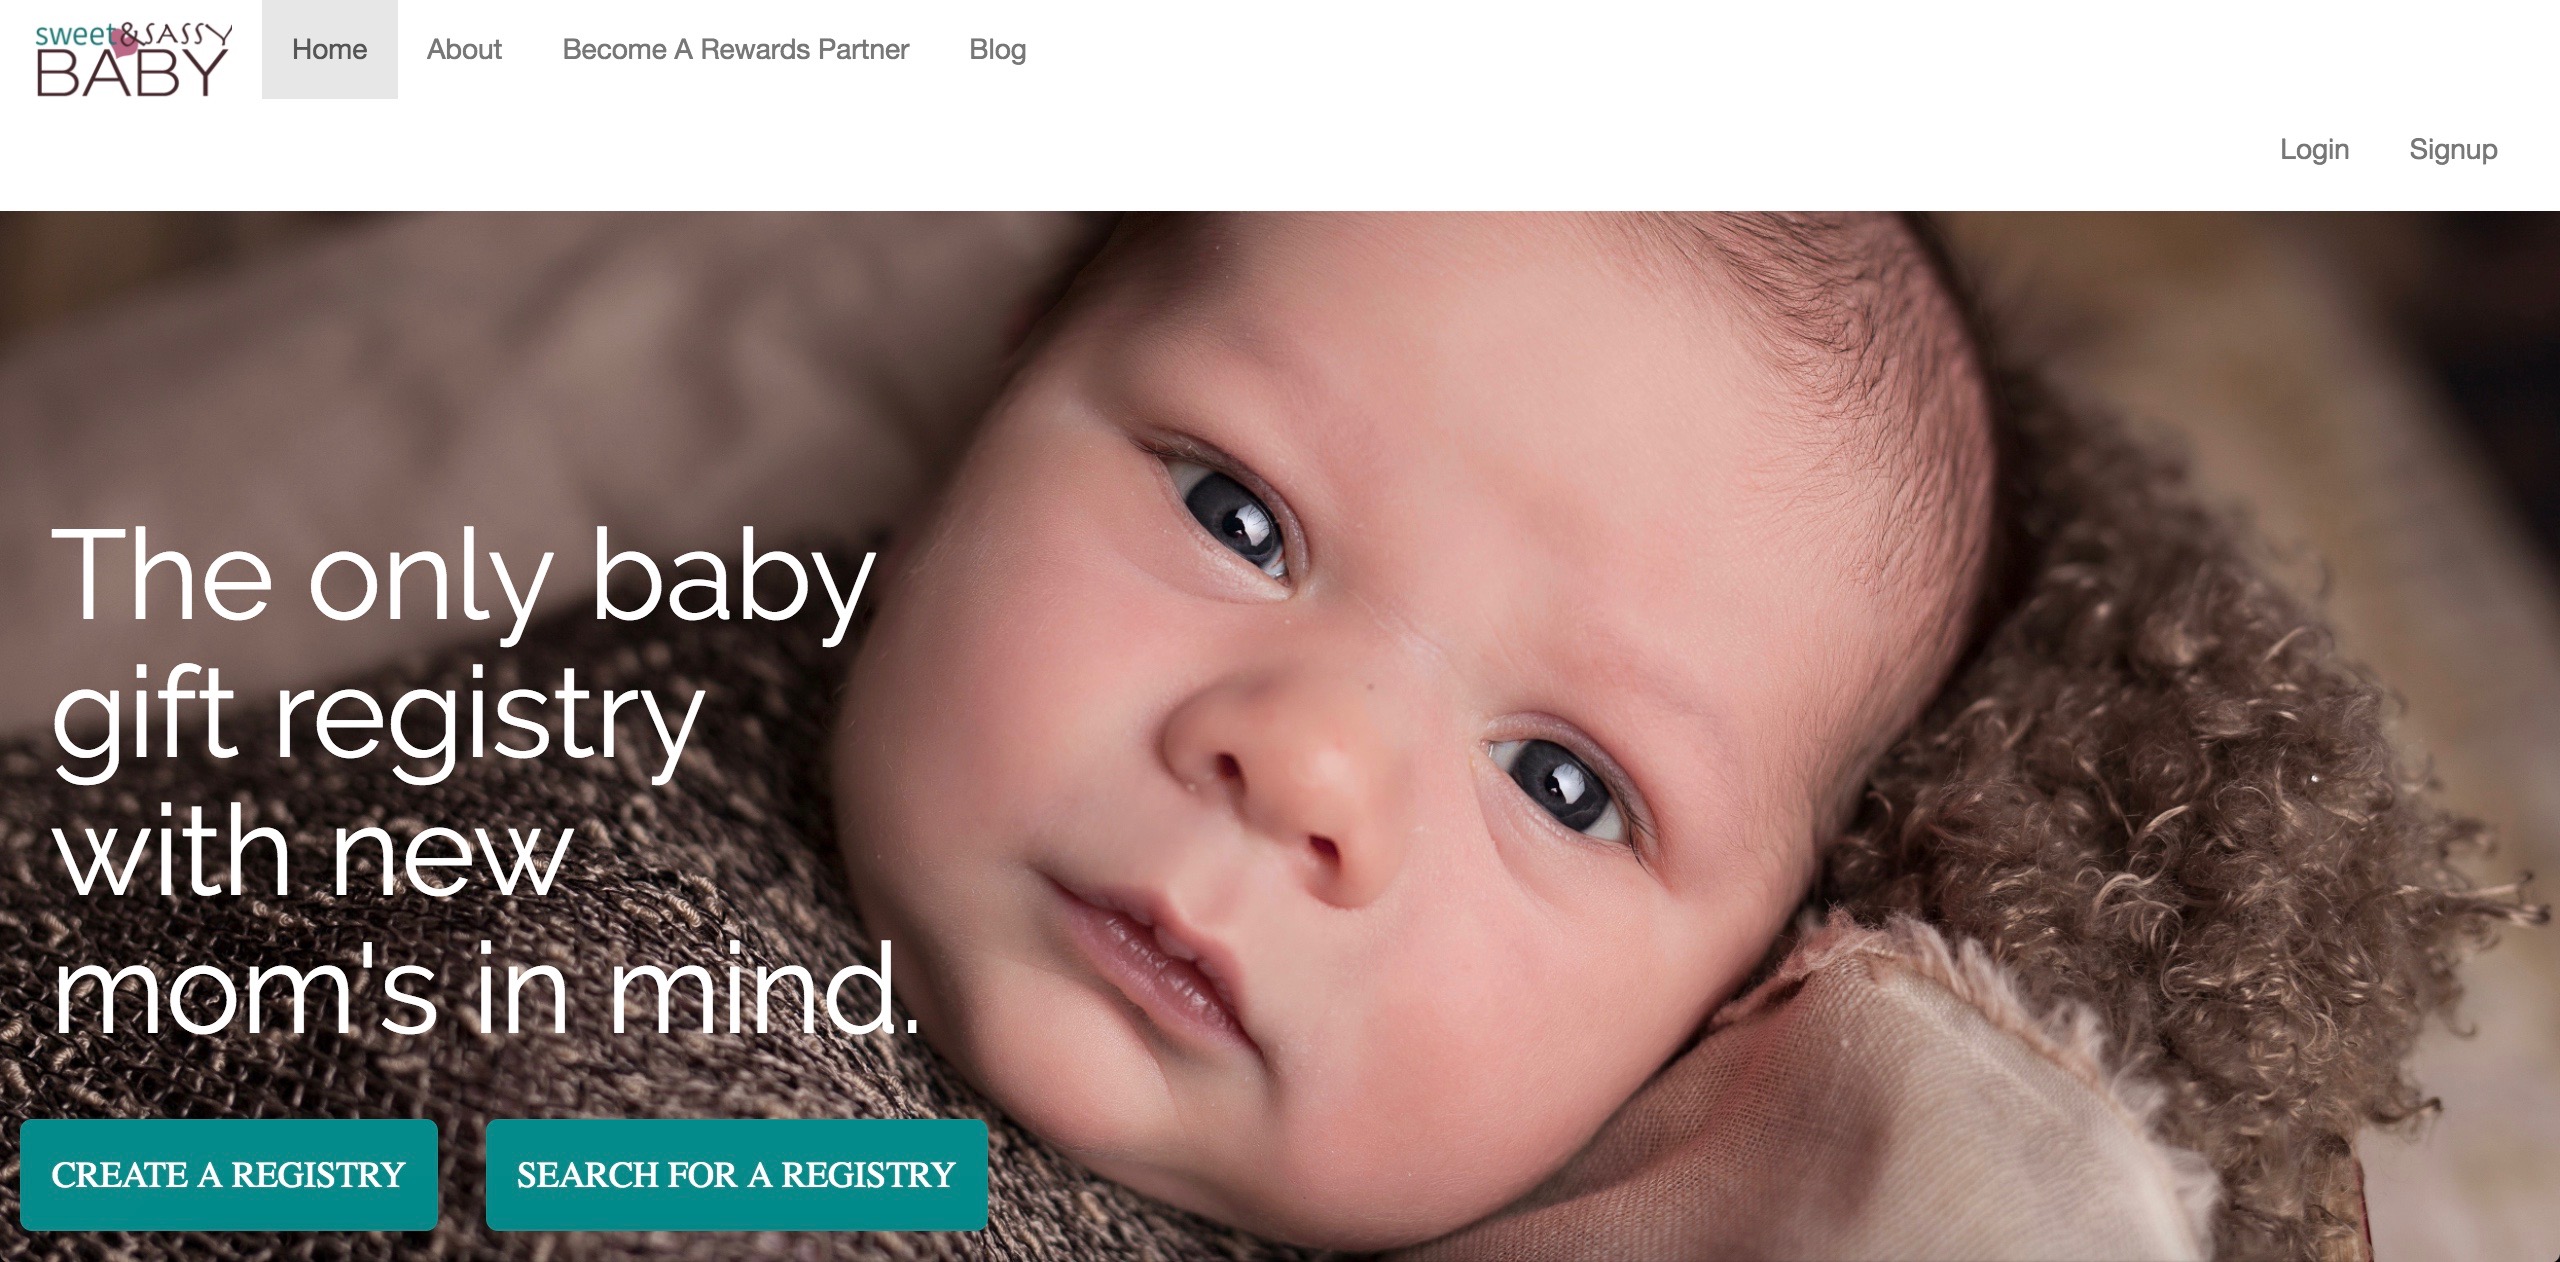 sweet&SASSY
BABY
Home
About
Become A Rewards Partner
Blog
Login
Signup
The only baby
gift registry
with new
mom's in mind.
CREATE A REGISTRY
SEARCH FOR A REGISTRY